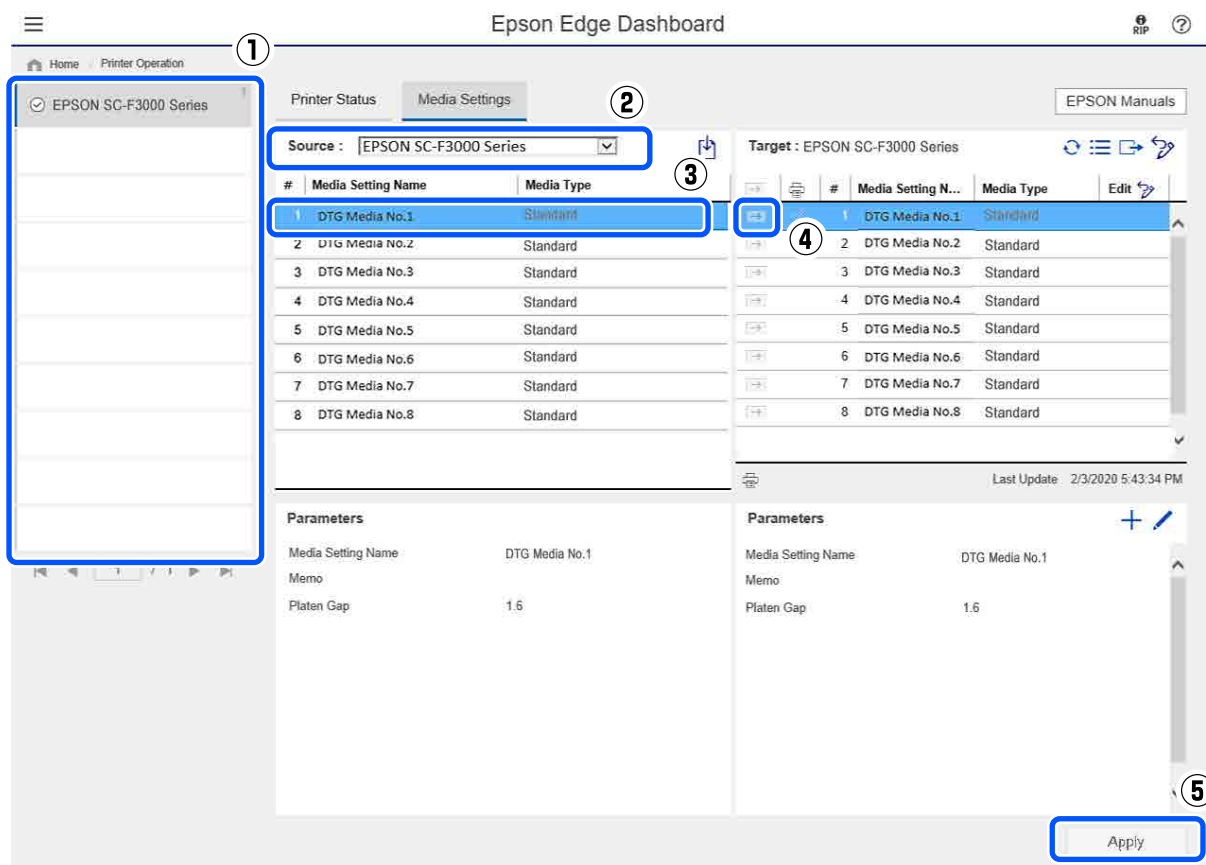 Epson Edge Dashboard
RIP
Home / Printer Operation
①
EPSON SC-F3000 Series
1
Printer Status
Media Settings
②
EPSON Manuals
Source : EPSON SC-F3000 Series
③
Target : EPSON SC-F3000 Series
# Media Setting Name Media Type
# Media Setting N... Media Type Edit
1 DTG Media No.1 Standard
2 DTG Media No.2 Standard
3 DTG Media No.3 Standard
4 DTG Media No.4 Standard
5 DTG Media No.5 Standard
6 DTG Media No.6 Standard
7 DTG Media No.7 Standard
8 DTG Media No.8 Standard
④
1 DTG Media No.1 Standard
2 DTG Media No.2 Standard
3 DTG Media No.3 Standard
4 DTG Media No.4 Standard
5 DTG Media No.5 Standard
6 DTG Media No.6 Standard
7 DTG Media No.7 Standard
8 DTG Media No.8 Standard
Last Update 2/3/2020 5:43:34 PM
Parameters
Media Setting Name DTG Media No.1
Memo
Platen Gap 1.6
Parameters
Media Setting Name DTG Media No.1
Memo
Platen Gap 1.6
⑤
Apply